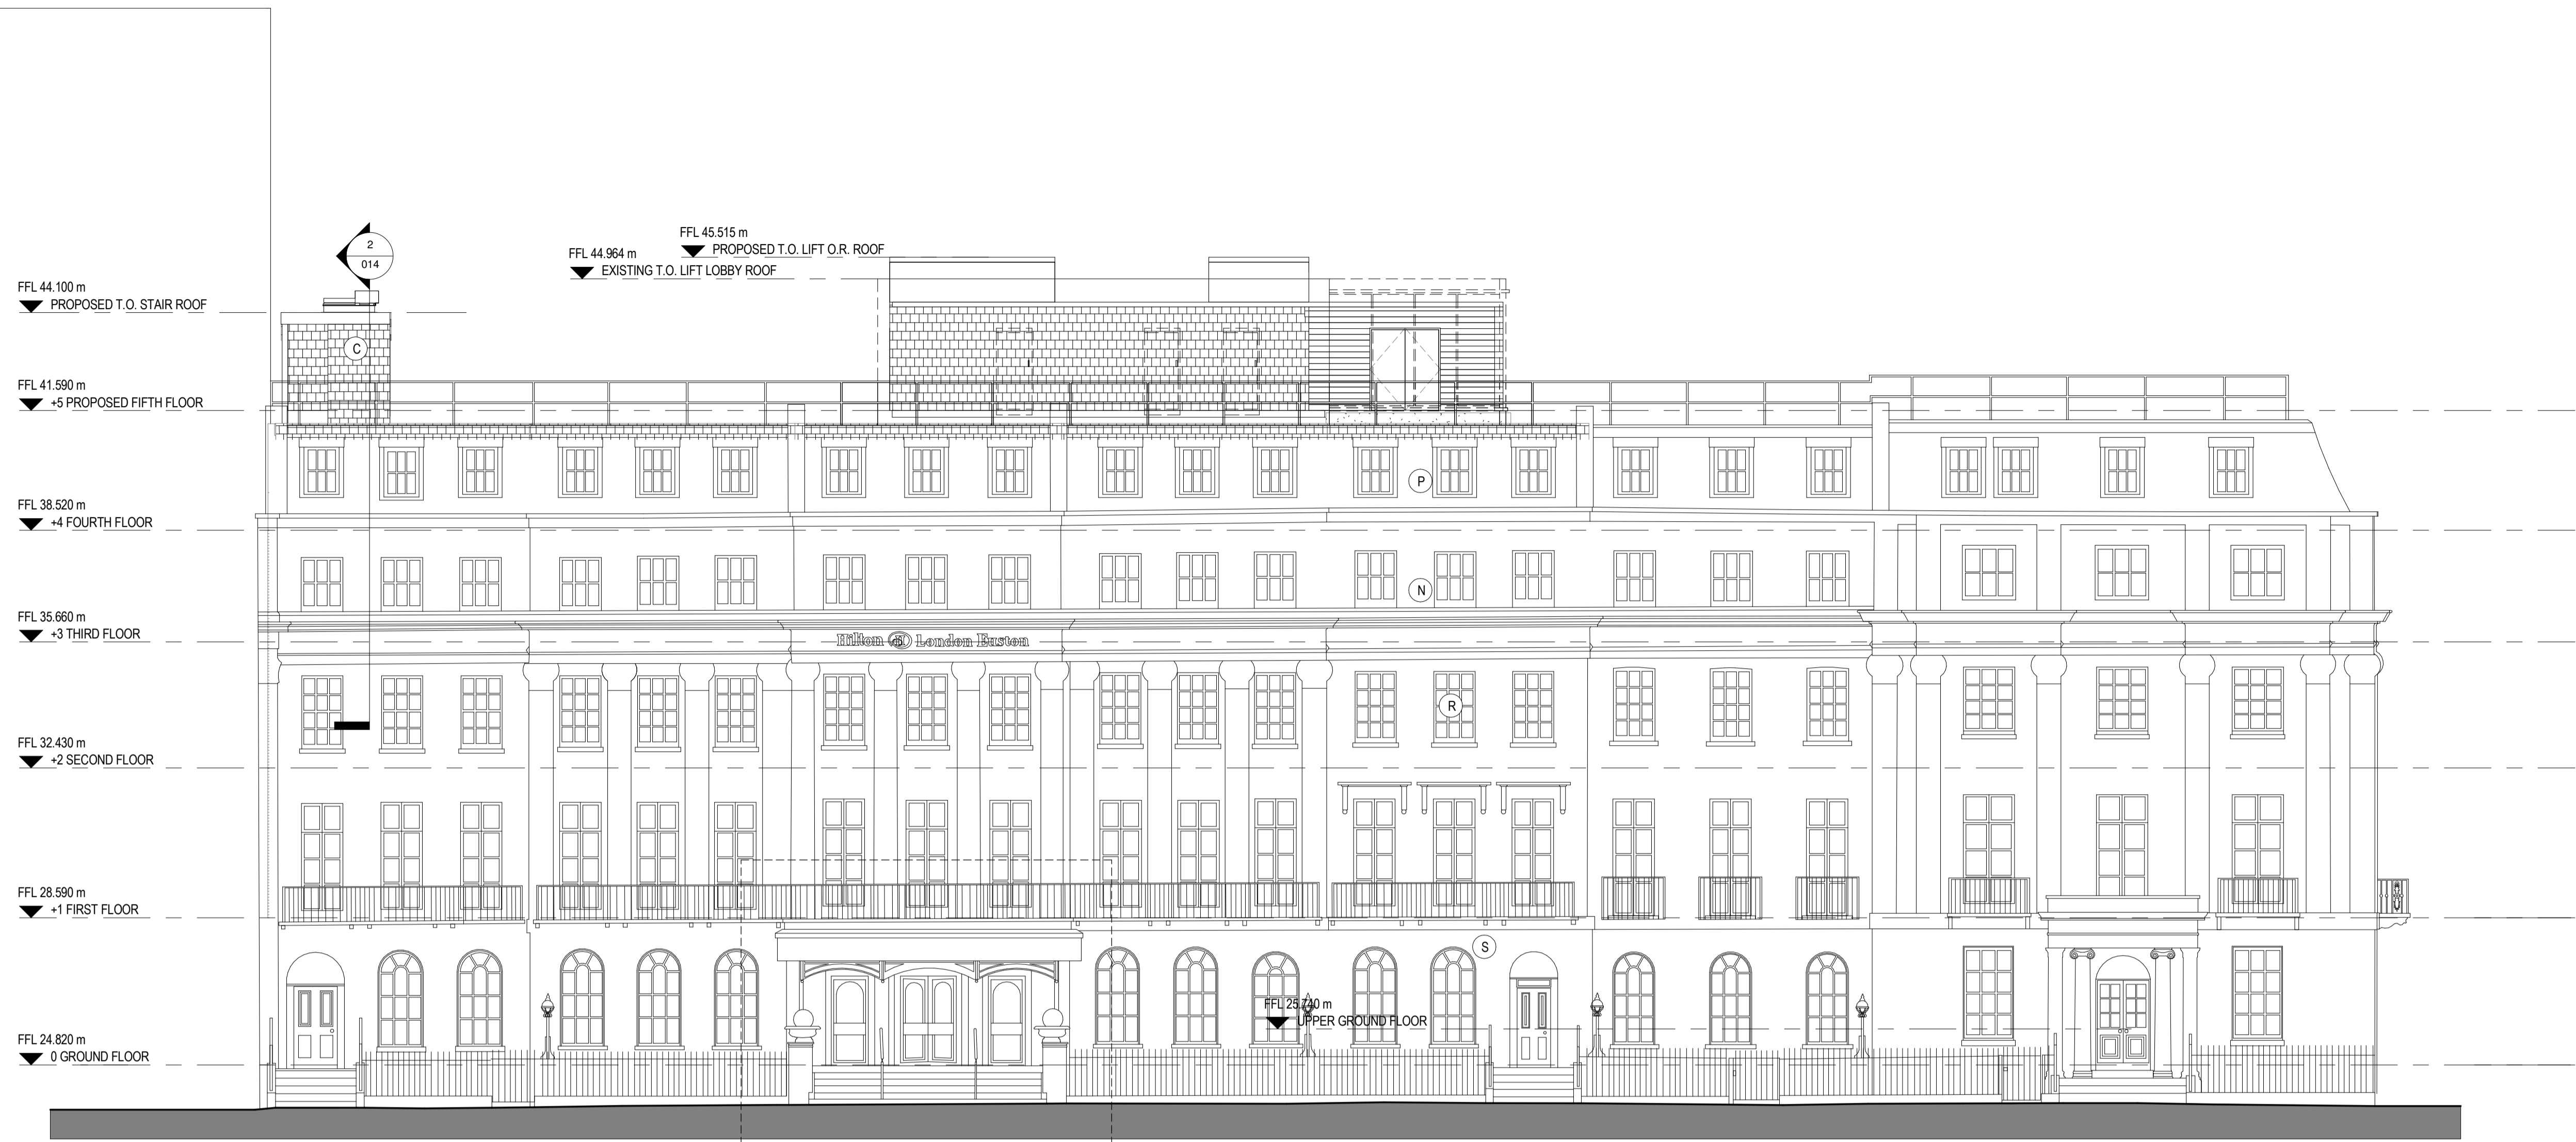 FFL 45.515 m
PROPOSED T.O. LIFT O.R. ROOF
FFL 44.964 m
EXISTING T.O. LIFT LOBBY ROOF
2
014
FFL 44.100 m
PROPOSED T.O. STAIR ROOF
C
FFL 41.590 m
+5 PROPOSED FIFTH FLOOR
P
FFL 38.520 m
+4 FOURTH FLOOR
N
FFL 35.660 m
+3 THIRD FLOOR
Hilton H London Euston
R
FFL 32.430 m
+2 SECOND FLOOR
FFL 28.590 m
+1 FIRST FLOOR
S
FFL 25.740 m
UPPER GROUND FLOOR
FFL 24.820 m
0 GROUND FLOOR